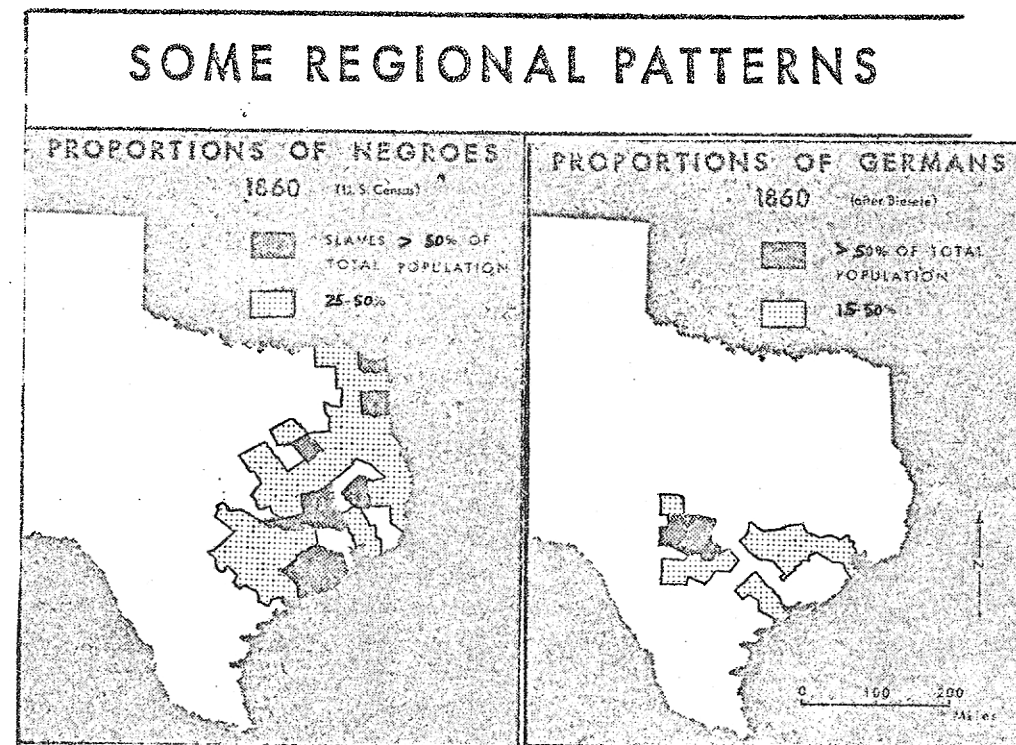 SOME REGIONAL PATTERNS
PROPORTIONS OF NEGROES
1860 (U. S. Census)
SLAVES > 50% OF
TOTAL POPULATION
25-50%
PROPORTIONS OF GERMANS
1860 (after Biesele)
> 50% OF TOTAL
POPULATION
15-50%
N
0 100 200
Miles